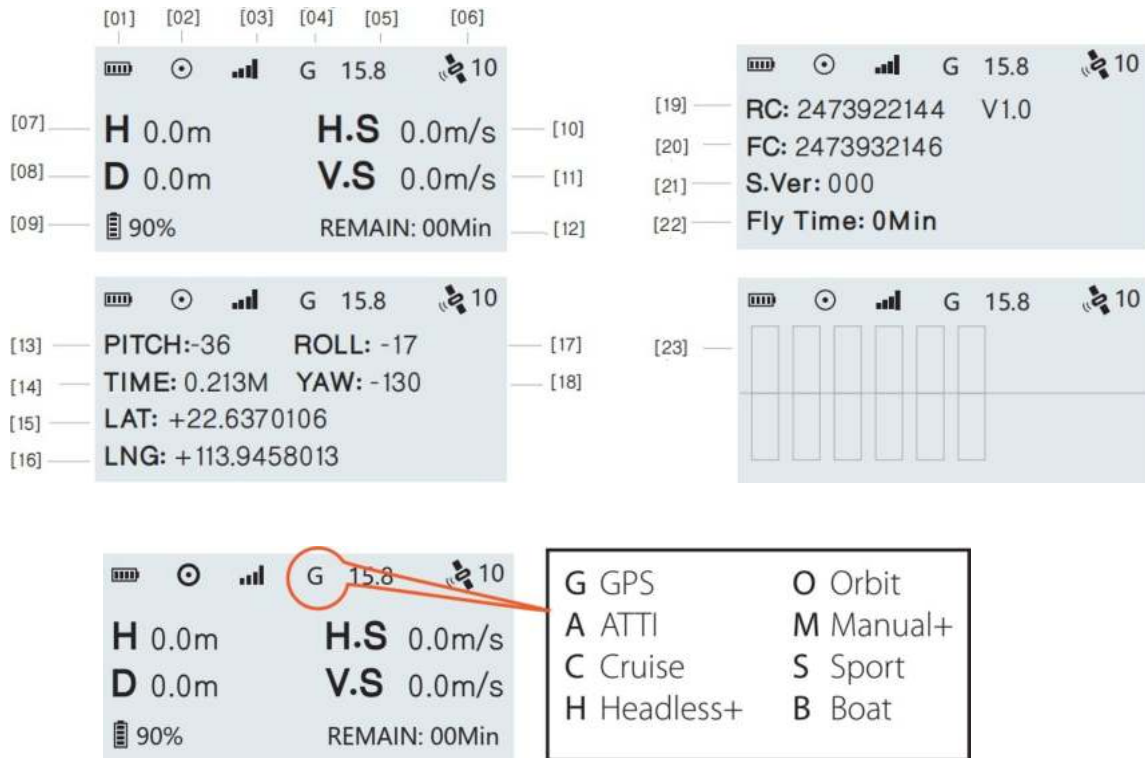 [01] [02] [03] [04] [05] [06]
G 15.8 10
[07] H 0.0m H.S 0.0m/s [10]
[08] D 0.0m V.S 0.0m/s [11]
[09] 90% REMAIN: 00Min [12]
G 15.8 10
[19] RC: 2473922144 V1.0
[20] FC: 2473932146
[21] S.Ver: 000
[22] Fly Time: 0Min
G 15.8 10
[13] PITCH:-36 ROLL: -17 [17]
[14] TIME: 0.213M YAW: -130 [18]
[15] LAT: +22.6370106
[16] LNG: +113.9458013
G 15.8 10
[23]
G 15.8 10
H 0.0m H.S 0.0m/s
D 0.0m V.S 0.0m/s
90% REMAIN: 00Min
G GPS O Orbit
A ATTI M Manual+
C Cruise S Sport
H Headless+ B Boat